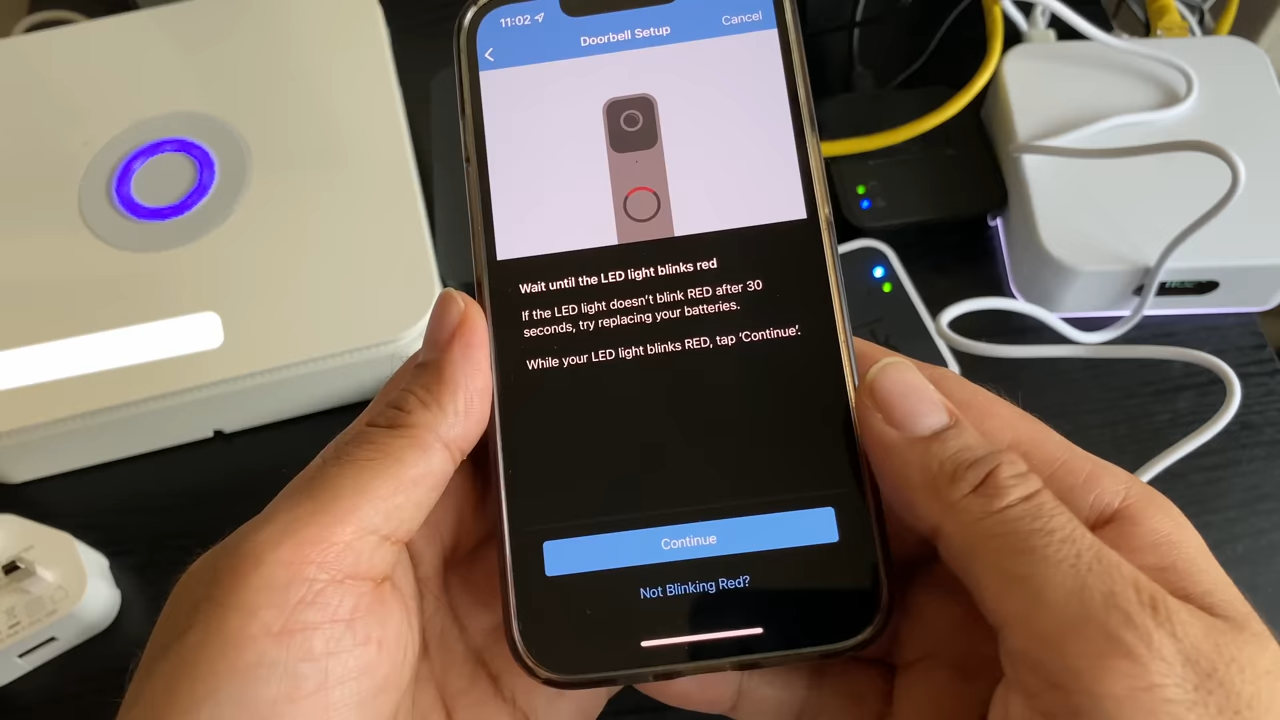 11:02
Cancel
Doorbell Setup
Wait until the LED light blinks red
If the LED light doesn't blink RED after 30
seconds, try replacing your batteries.
While your LED light blinks RED, tap 'Continue'.
Continue
Not Blinking Red?